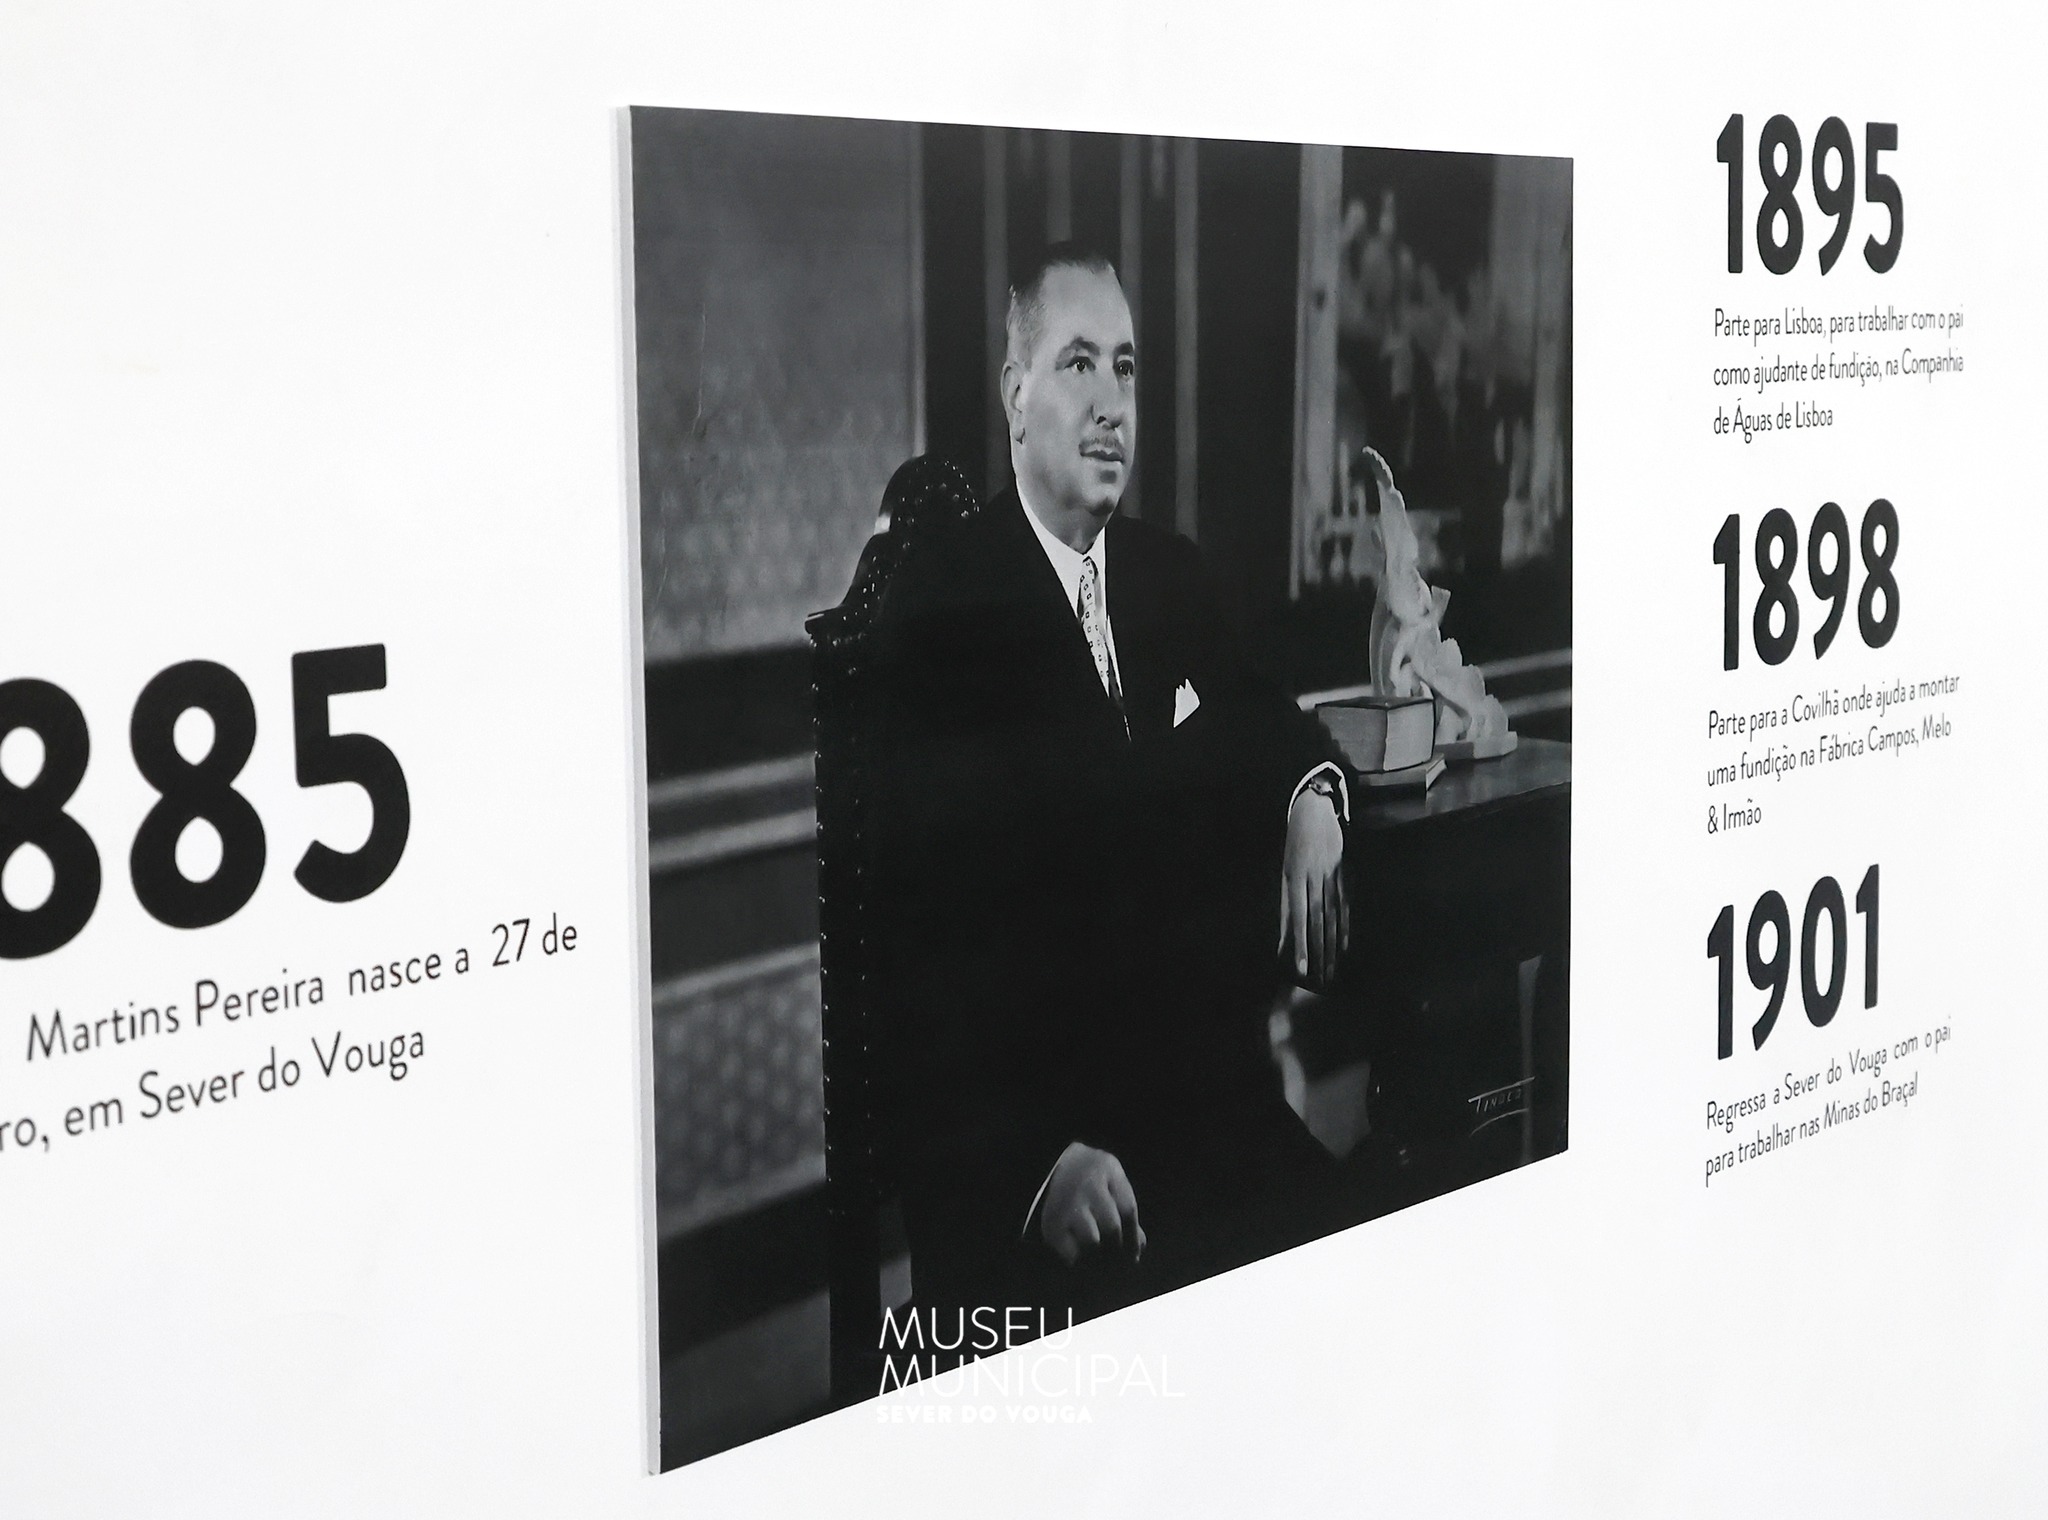 885
Martins Pereira nasce a 27 de
ro, em Sever do Vouga
1895
Parte para Lisboa, para trabalhar com o pai
como ajudante de fundição, na Companhia
de Águas de Lisboa
1898
Parte para a Covilhã onde ajuda a montar
uma fundição na Fábrica Campos, Melo
& Irmão
1901
Regressa a Sever do Vouga com o pai
para trabalhar nas Minas do Braçal
MUSEU
MUNICIPAL
SEVER DO VOUGA